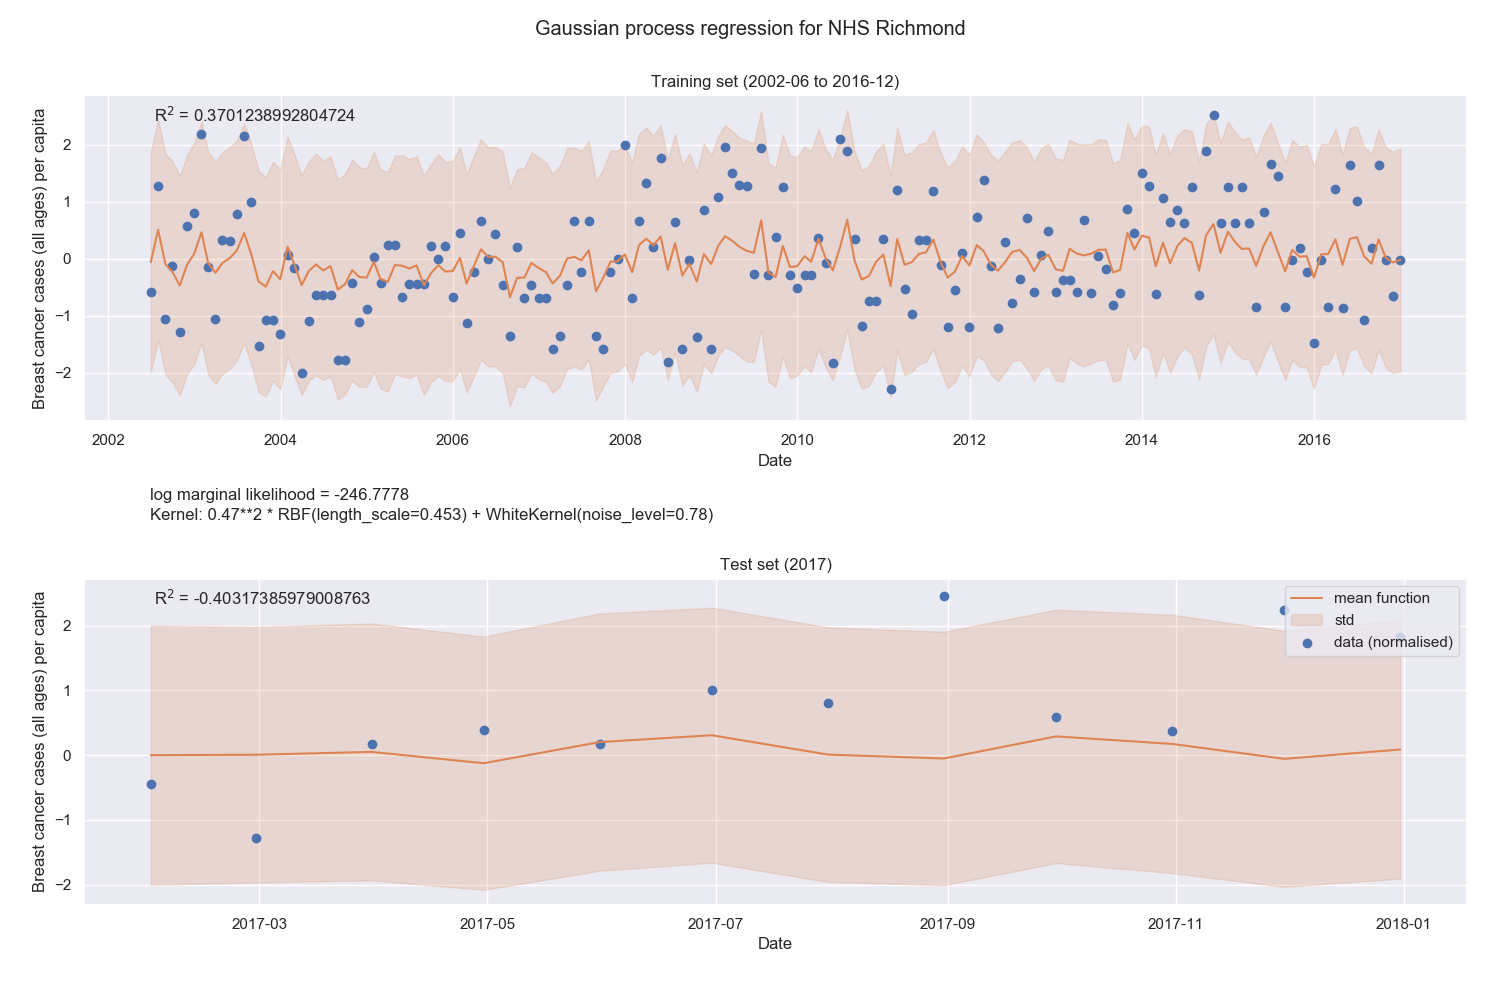 Gaussian process regression for NHS Richmond
Training set (2002-06 to 2016-12)
R² = 0.3701238992804724
Breast cancer cases (all ages) per capita
2
1
0
−1
−2
2002 2004 2006 2008 2010 2012 2014 2016
Date
log marginal likelihood = -246.7778
Kernel: 0.47**2 * RBF(length_scale=0.453) + WhiteKernel(noise_level=0.78)
Test set (2017)
R² = -0.40317385979008763
mean function
std
data (normalised)
Breast cancer cases (all ages) per capita
2
1
0
−1
−2
2017-03 2017-05 2017-07 2017-09 2017-11 2018-01
Date